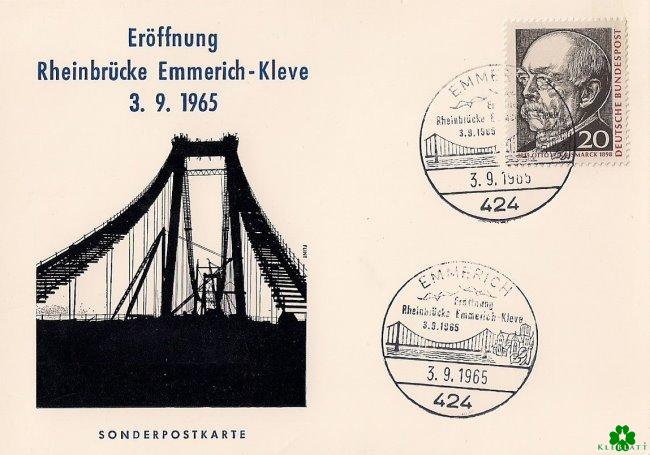 Eröffnung
Rheinbrücke Emmerich-Kleve
3. 9. 1965
SONDERPOSTKARTE
EMMERICH
Rheinbrücke
3.9.1965
3. 9. 1965
424
DEUTSCHE BUNDESPOST
20
EMMERICH
Eröffnung
Rheinbrücke Emmerich-Kleve
3.9.1965
3. 9. 1965
424
KLEBLATT